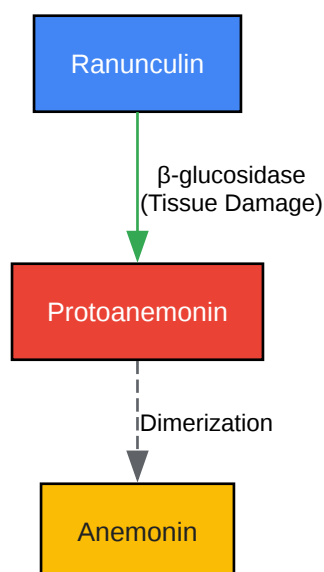 Ranunculin
β-glucosidase
(Tissue Damage)
Protoanemonin
Dimerization
Anemonin